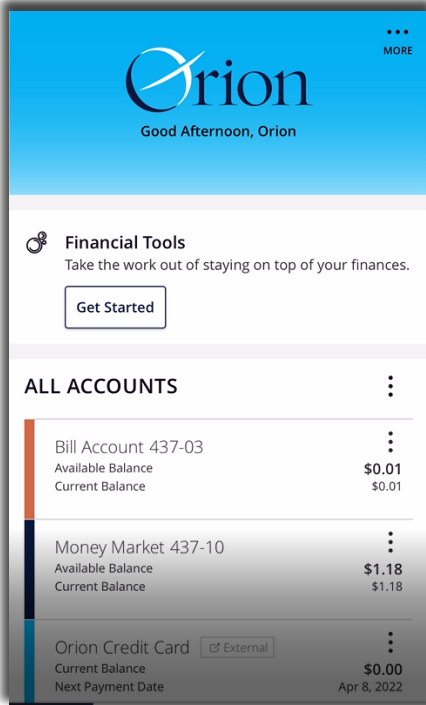 MORE
Orion
Good Afternoon, Orion
Financial Tools
Take the work out of staying on top of your finances.
Get Started
ALL ACCOUNTS
Bill Account 437-03
Available Balance $0.01
Current Balance $0.01
Money Market 437-10
Available Balance $1.18
Current Balance $1.18
Orion Credit Card External
Current Balance $0.00
Next Payment Date Apr 8, 2022